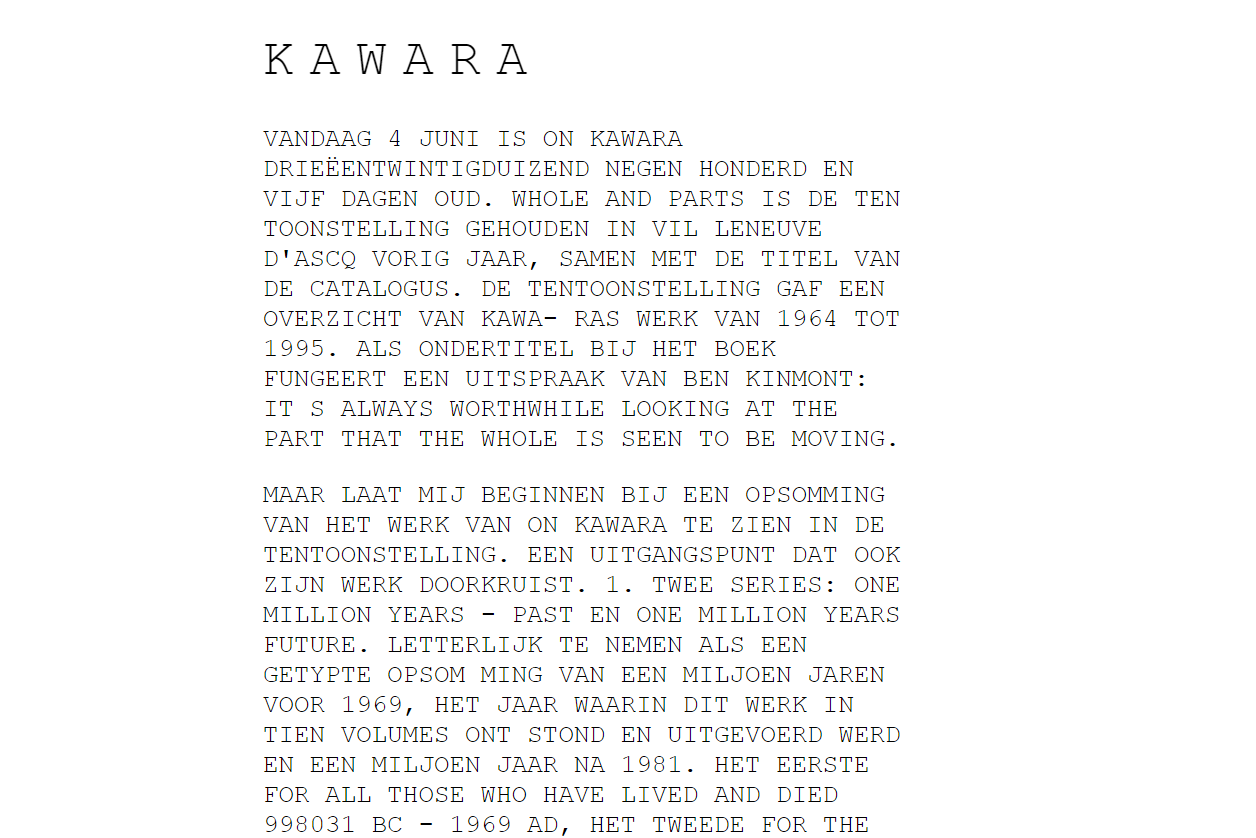 KAWARA
VANDAAG 4 JUNI IS ON KAWARA
DRIEËENTWINTIGDUIZEND NEGEN HONDERD EN
VIJF DAGEN OUD. WHOLE AND PARTS IS DE TEN
TOONSTELLING GEHOUDEN IN VIL LENEUVE
D'ASCQ VORIG JAAR, SAMEN MET DE TITEL VAN
DE CATALOGUS. DE TENTOONSTELLING GAF EEN
OVERZICHT VAN KAWA- RAS WERK VAN 1964 TOT
1995. ALS ONDERTITEL BIJ HET BOEK
FUNGEERT EEN UITSPRAAK VAN BEN KINMONT:
IT S ALWAYS WORTHWHILE LOOKING AT THE
PART THAT THE WHOLE IS SEEN TO BE MOVING.
MAAR LAAT MIJ BEGINNEN BIJ EEN OPSOMMING
VAN HET WERK VAN ON KAWARA TE ZIEN IN DE
TENTOONSTELLING. EEN UITGANGSPUNT DAT OOK
ZIJN WERK DOORKRUIST. 1. TWEE SERIES: ONE
MILLION YEARS - PAST EN ONE MILLION YEARS
FUTURE. LETTERLIJK TE NEMEN ALS EEN
GETYPTE OPSOM MING VAN EEN MILJOEN JAREN
VOOR 1969, HET JAAR WAARIN DIT WERK IN
TIEN VOLUMES ONT STOND EN UITGEVOERD WERD
EN EEN MILJOEN JAAR NA 1981. HET EERSTE
FOR ALL THOSE WHO HAVE LIVED AND DIED
998031 BC - 1969 AD, HET TWEEDE FOR THE